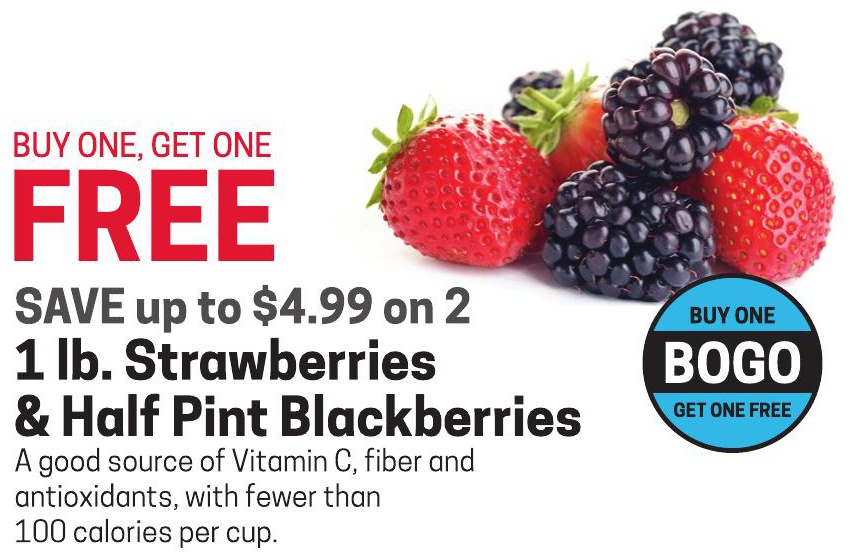 BUY ONE, GET ONE
FREE
SAVE up to $4.99 on 2
1 lb. Strawberries
& Half Pint Blackberries
A good source of Vitamin C, fiber and
antioxidants, with fewer than
100 calories per cup.
BUY ONE
BOGO
GET ONE FREE